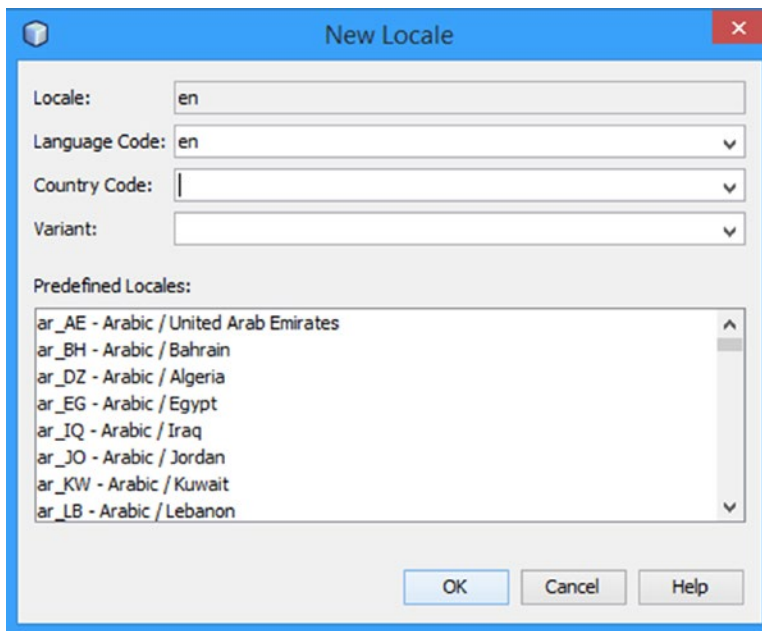 New Locale
Locale: en
Language Code: en
Country Code:
Variant:
Predefined Locales:
ar_AE - Arabic / United Arab Emirates
ar_BH - Arabic / Bahrain
ar_DZ - Arabic / Algeria
ar_EG - Arabic / Egypt
ar_IQ - Arabic / Iraq
ar_JO - Arabic / Jordan
ar_KW - Arabic / Kuwait
ar_LB - Arabic / Lebanon
OK Cancel Help